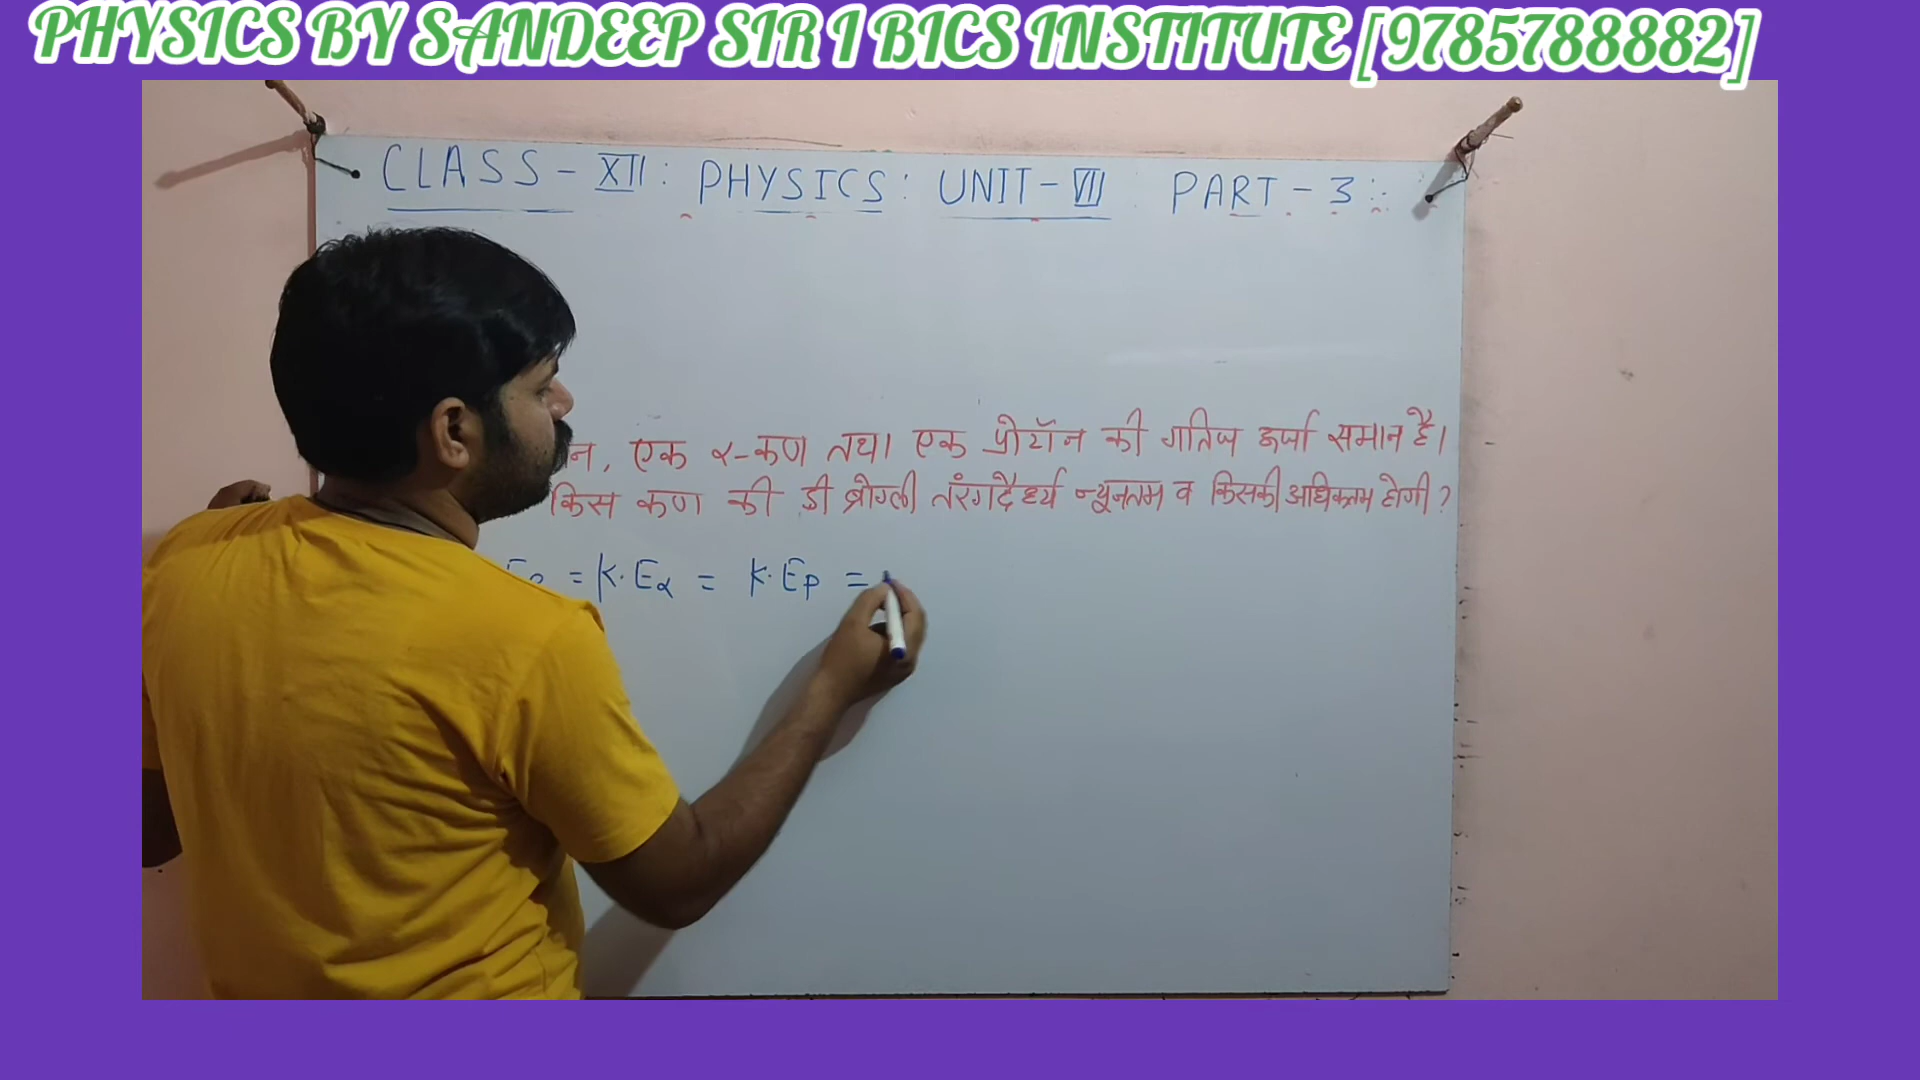 PHYSICS BY SANDEEP SIR I BICS INSTITUTE [9785788882]
CLASS - XII : PHYSICS : UNIT - VII : PART - 3 :
न, एक α-कण तथा एक प्रोटॉन की गतिज ऊर्जा समान है।
किस कण की डी ब्रोग्ली तरंगदैर्ध्य न्यूनतम व किसकी अधिकतम होगी ?
= K.Eα = K.Ep =